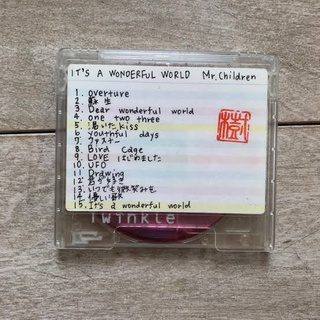 IT'S A WONDERFUL WORLD Mr.Children
1. overture
2. 蘇生
3. Dear wonderful world
4. one two three
5. 渇いたkiss
6 youthful days
7. ファスナー
8. Bird Cage
9. LOVE はじめました
10. UFO
11 Drawing
12. 君が好き
13. いつでも微笑みを
14. 優しい歌
15. It's a wonderful world
樹
Twinkle